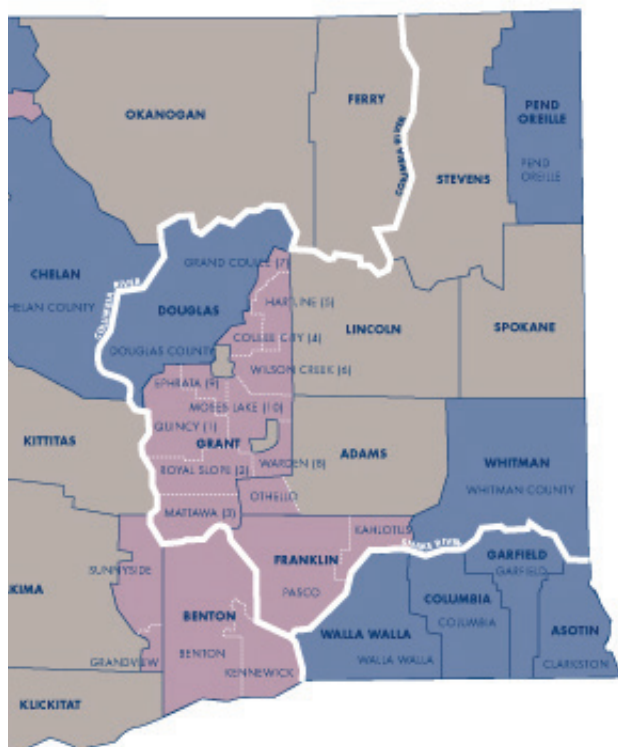 OKANOGAN
FERRY
PEND
OREILLE
PEND
OREILLE
COLUMBIA RIVER
STEVENS
GRAND COULEE (7)
CHELAN
HELAN COUNTY
COLUMBIA RIVER
DOUGLAS
DOUGLAS COUNTY
HARTLINE (5)
COULEE CITY (4)
LINCOLN
SPOKANE
WILSON CREEK (6)
EPHRATA (9)
MOSES LAKE (10)
QUINCY (1)
GRANT
KITTITAS
ADAMS
WARDEN (8)
ROYAL SLOPE (2)
WHITMAN
WHITMAN COUNTY
OTHELLO
MATTAWA (3)
KAHLOTUS
SNAKE RIVER
SUNNYSIDE
FRANKLIN
GARFIELD
GARFIELD
AKIMA
PASCO
COLUMBIA
COLUMBIA
BENTON
WALLA WALLA
ASOTIN
BENTON
WALLA WALLA
CLARKSTON
GRANDVIEW
KENNEWICK
KLICKITAT